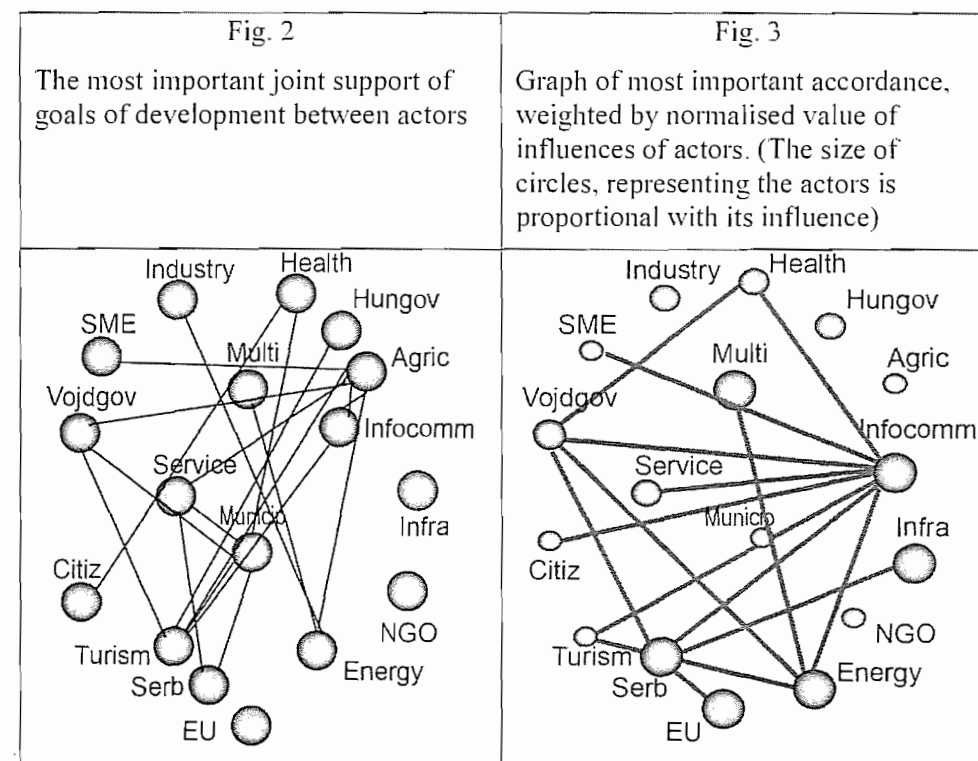 Fig. 2
The most important joint support of
goals of development between actors
Fig. 3
Graph of most important accordance,
weighted by normalised value of
influences of actors. (The size of
circles, representing the actors is
proportional with its influence)
Industry
Health
Hungov
SME
Multi
Agric
Vojdgov
Infocomm
Service
Municip
Infra
Citiz
NGO
Turism
Energy
Serb
EU
Industry
Health
Hungov
SME
Multi
Agric
Vojdgov
Infocomm
Service
Municip
Infra
Citiz
NGO
Turism
Energy
Serb
EU